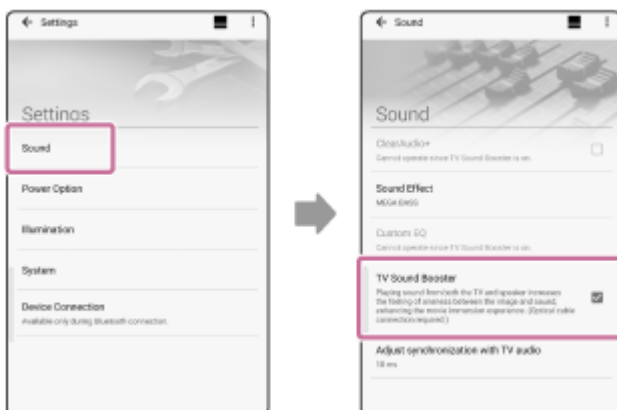 Settings
Settings
Sound
Power Option
Illumination
System
Device Connection
Available only during Bluetooth connection.
Sound
Sound
ClearAudio+
Cannot operate since TV Sound Booster is on.
Sound Effect
MEGA BASS
Custom EQ
Cannot operate since TV Sound Booster is on.
TV Sound Booster
Playing sound from both the TV and speaker increases
the feeling of oneness between the image and sound,
enhancing the movie immersion experience. (Optical cable
connection required.)
Adjust synchronization with TV audio
10 ms